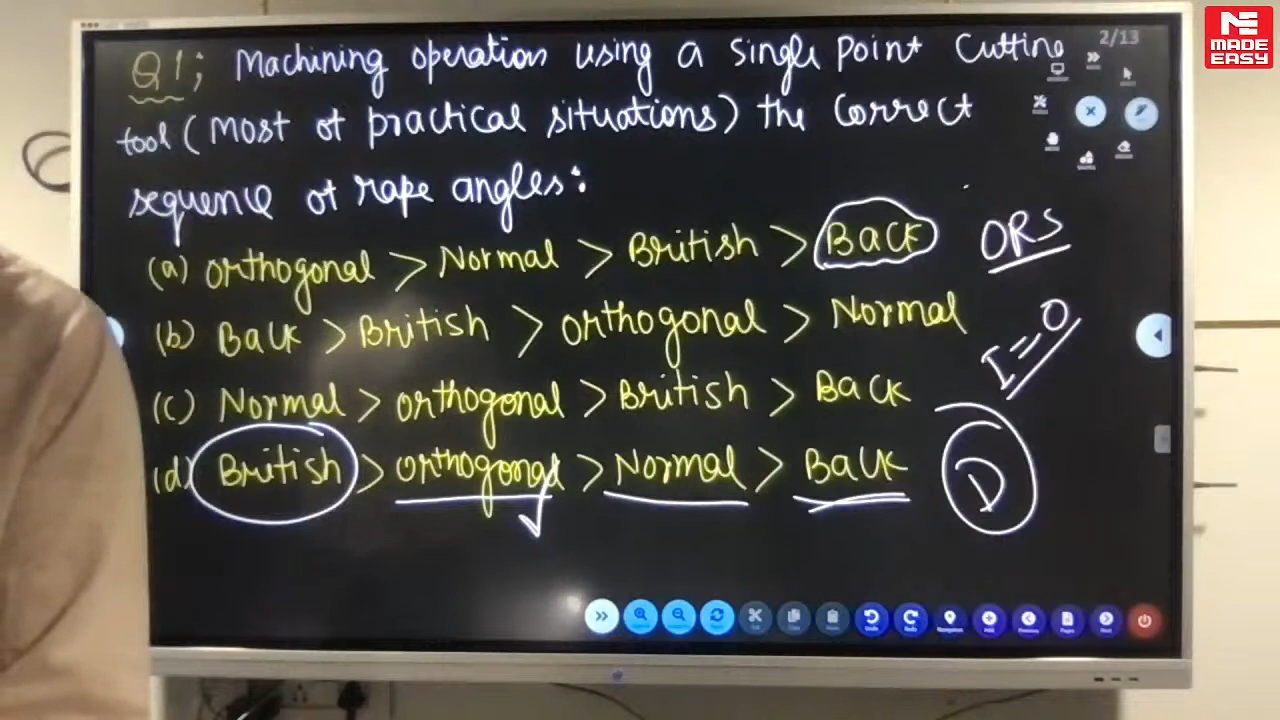 MADE EASY
2/13
Q1; Machining operation using a single point Cutting
tool (most of practical situations) the correct
sequence of rape angles:
(a) orthogonal > Normal > British > Back
ORS
(b) Back > British > orthogonal > Normal
I=0
(c) Normal > orthogonal > British > Back
(d) British > orthogonal > Normal > Back
D